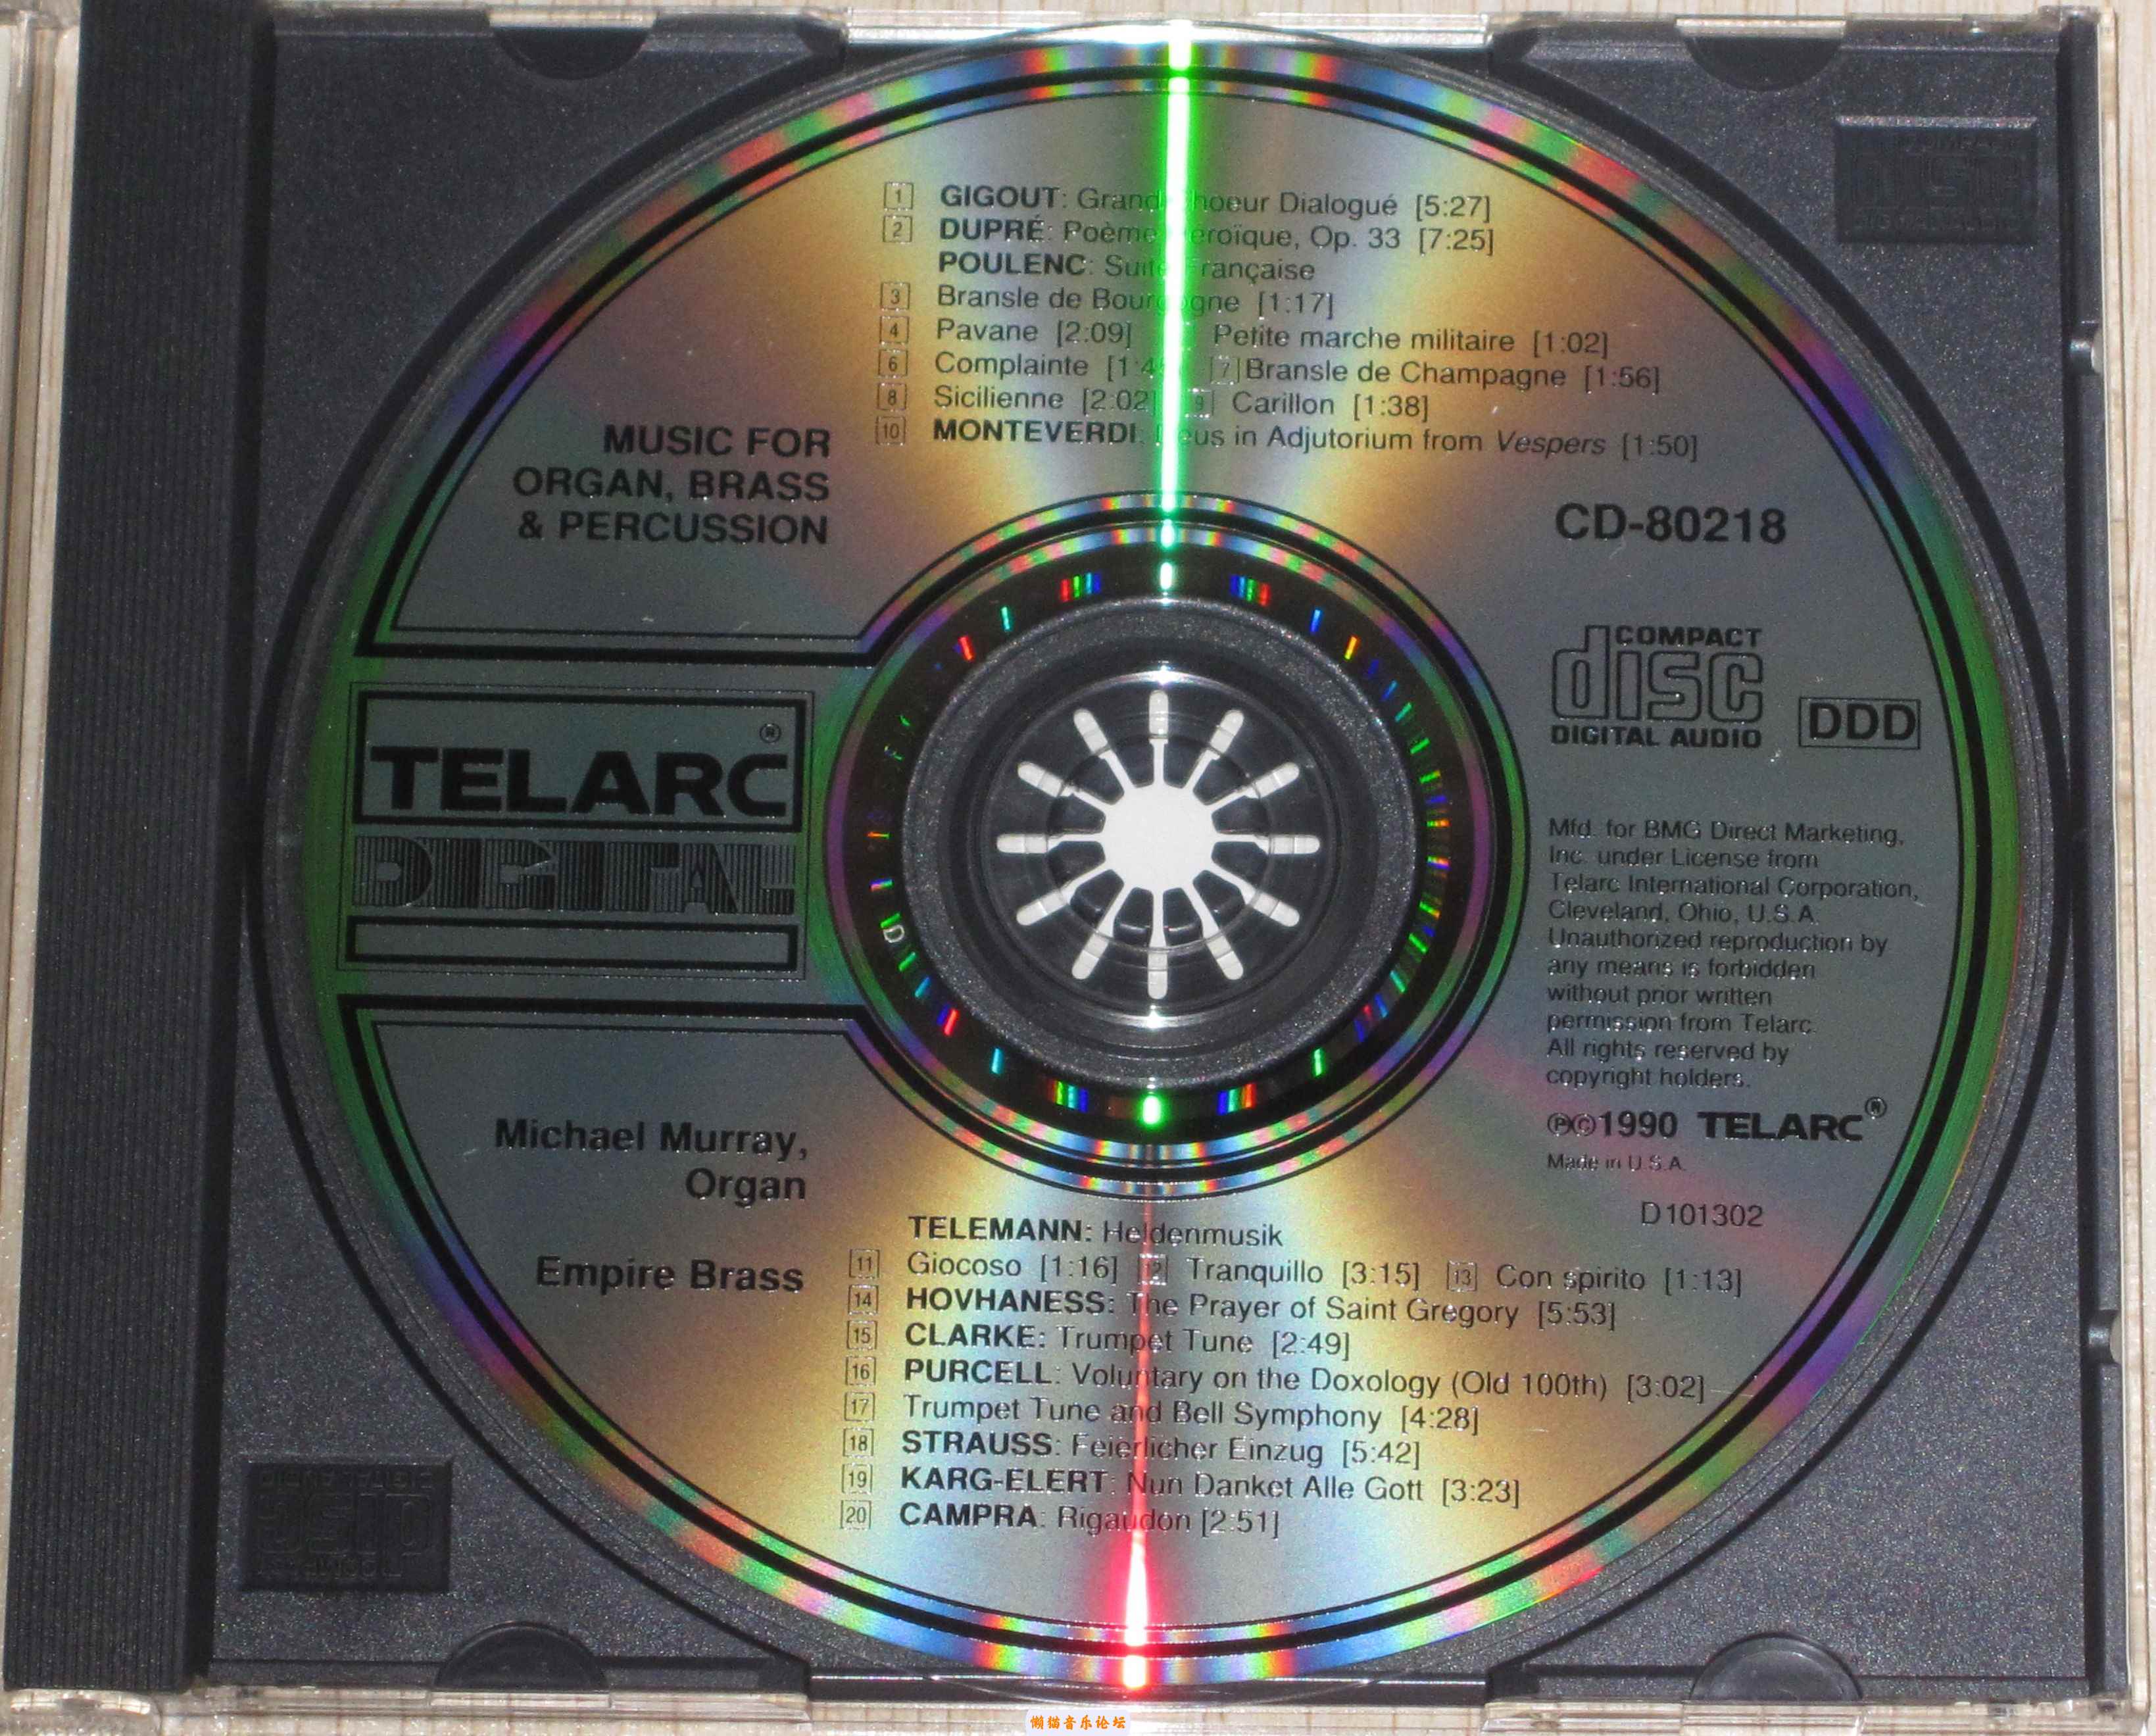 1 GIGOUT: Grand Choeur Dialogué [5:27]
2 DUPRÉ: Poème Heroïque, Op. 33 [7:25]
POULENC: Suite Française
3 Bransle de Bourgogne [1:17]
4 Pavane [2:09] Petite marche militaire [1:02]
6 Complainte [1:4 7 Bransle de Champagne [1:56]
8 Sicilienne [2:02] 9 Carillon [1:38]
10 MONTEVERDI: Deus in Adjutorium from Vespers [1:50]
MUSIC FOR
ORGAN, BRASS
& PERCUSSION
CD-80218
COMPACT
disc
DIGITAL AUDIO
DDD
TELARC®
DIGITAL
Mfd. for BMG Direct Marketing,
Inc. under License from
Telarc International Corporation,
Cleveland, Ohio, U.S.A.
Unauthorized reproduction by
any means is forbidden
without prior written
permission from Telarc.
All rights reserved by
copyright holders.
℗©1990 TELARC®
Made in U.S.A.
D101302
Michael Murray,
Organ
Empire Brass
TELEMANN: Heldenmusik
11 Giocoso [1:16] 12 Tranquillo [3:15] 13 Con spirito [1:13]
14 HOVHANESS: The Prayer of Saint Gregory [5:53]
15 CLARKE: Trumpet Tune [2:49]
16 PURCELL: Voluntary on the Doxology (Old 100th) [3:02]
17 Trumpet Tune and Bell Symphony [4:28]
18 STRAUSS: Feierlicher Einzug [5:42]
19 KARG-ELERT: Nun Danket Alle Gott [3:23]
20 CAMPRA: Rigaudon [2:51]
懒猫音乐论坛